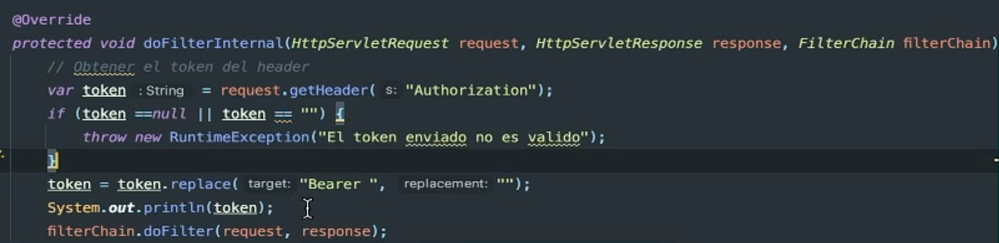 @Override
protected void doFilterInternal(HttpServletRequest request, HttpServletResponse response, FilterChain filterChain)
// Obtener el token del header
var token : String = request.getHeader( s: "Authorization");
if (token ==null || token == "") {
throw new RuntimeException("El token enviado no es valido");
}
token = token.replace( target: "Bearer ", replacement: "");
System.out.println(token);
filterChain.doFilter(request, response);